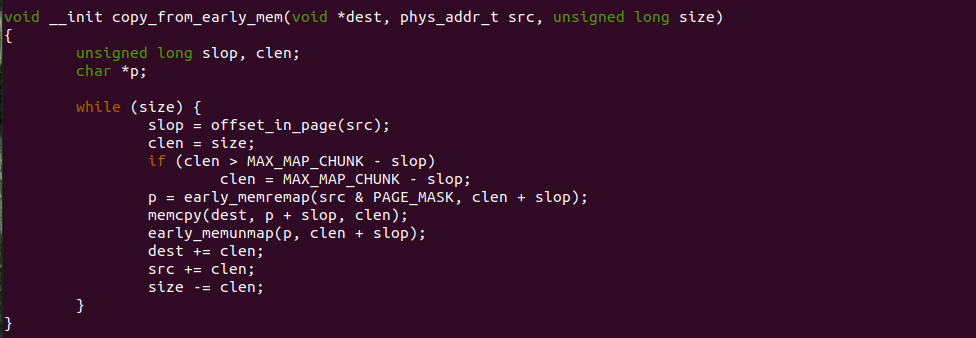 void __init copy_from_early_mem(void *dest, phys_addr_t src, unsigned long size)
{
        unsigned long slop, clen;
        char *p;

        while (size) {
                slop = offset_in_page(src);
                clen = size;
                if (clen > MAX_MAP_CHUNK - slop)
                        clen = MAX_MAP_CHUNK - slop;
                p = early_memremap(src & PAGE_MASK, clen + slop);
                memcpy(dest, p + slop, clen);
                early_memunmap(p, clen + slop);
                dest += clen;
                src += clen;
                size -= clen;
        }
}